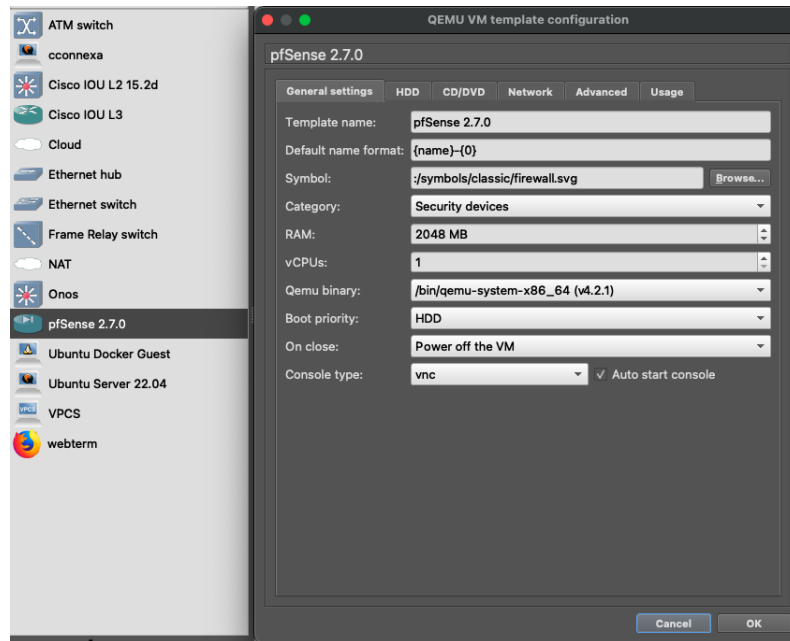 ATM switch
cconnexa
Cisco IOU L2 15.2d
Cisco IOU L3
Cloud
Ethernet hub
Ethernet switch
Frame Relay switch
NAT
Onos
pfSense 2.7.0
Ubuntu Docker Guest
Ubuntu Server 22.04
VPCS
VPCS
webterm
QEMU VM template configuration
pfSense 2.7.0
General settings HDD CD/DVD Network Advanced Usage
Template name: pfSense 2.7.0
Default name format: {name}-{0}
Symbol: :/symbols/classic/firewall.svg Browse...
Category: Security devices
RAM: 2048 MB
vCPUs: 1
Qemu binary: /bin/qemu-system-x86_64 (v4.2.1)
Boot priority: HDD
On close: Power off the VM
Console type: vnc Auto start console
Cancel OK